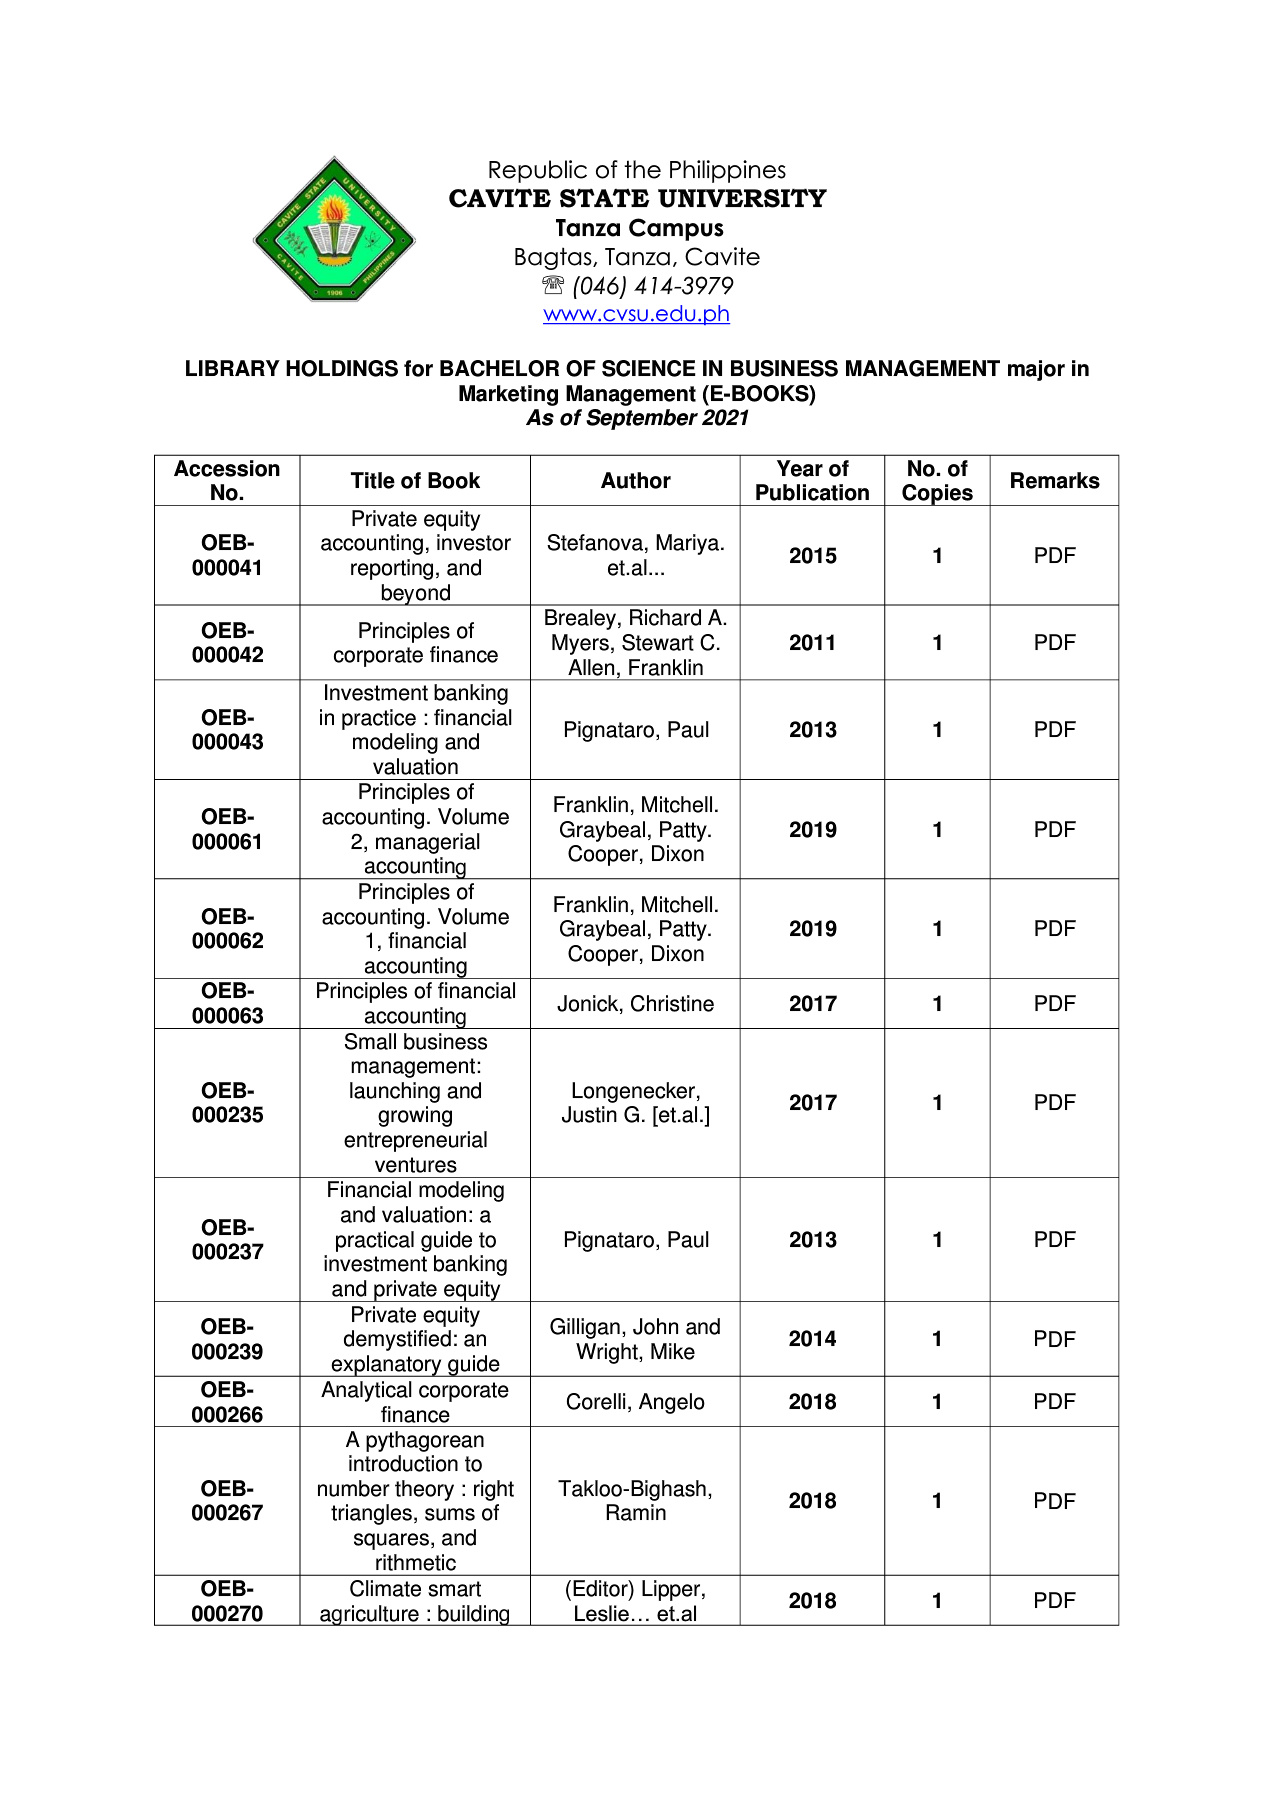 CAVITE STATE UNIVERSITY
CAVITE PHILIPPINES
1906
Republic of the Philippines
CAVITE STATE UNIVERSITY
Tanza Campus
Bagtas, Tanza, Cavite
☏ (046) 414-3979
www.cvsu.edu.ph
LIBRARY HOLDINGS for BACHELOR OF SCIENCE IN BUSINESS MANAGEMENT major in
Marketing Management (E-BOOKS)
As of September 2021
Accession
No.
Title of Book
Author
Year of
Publication
No. of
Copies
Remarks
OEB-
000041
Private equity
accounting, investor
reporting, and
beyond
Stefanova, Mariya.
et.al...
2015
1
PDF
OEB-
000042
Principles of
corporate finance
Brealey, Richard A.
Myers, Stewart C.
Allen, Franklin
2011
1
PDF
OEB-
000043
Investment banking
in practice : financial
modeling and
valuation
Pignataro, Paul
2013
1
PDF
OEB-
000061
Principles of
accounting. Volume
2, managerial
accounting
Franklin, Mitchell.
Graybeal, Patty.
Cooper, Dixon
2019
1
PDF
OEB-
000062
Principles of
accounting. Volume
1, financial
accounting
Franklin, Mitchell.
Graybeal, Patty.
Cooper, Dixon
2019
1
PDF
OEB-
000063
Principles of financial
accounting
Jonick, Christine
2017
1
PDF
OEB-
000235
Small business
management:
launching and
growing
entrepreneurial
ventures
Longenecker,
Justin G. [et.al.]
2017
1
PDF
OEB-
000237
Financial modeling
and valuation: a
practical guide to
investment banking
and private equity
Pignataro, Paul
2013
1
PDF
OEB-
000239
Private equity
demystified: an
explanatory guide
Gilligan, John and
Wright, Mike
2014
1
PDF
OEB-
000266
Analytical corporate
finance
Corelli, Angelo
2018
1
PDF
OEB-
000267
A pythagorean
introduction to
number theory : right
triangles, sums of
squares, and
rithmetic
Takloo-Bighash,
Ramin
2018
1
PDF
OEB-
000270
Climate smart
agriculture : building
(Editor) Lipper,
Leslie… et.al
2018
1
PDF